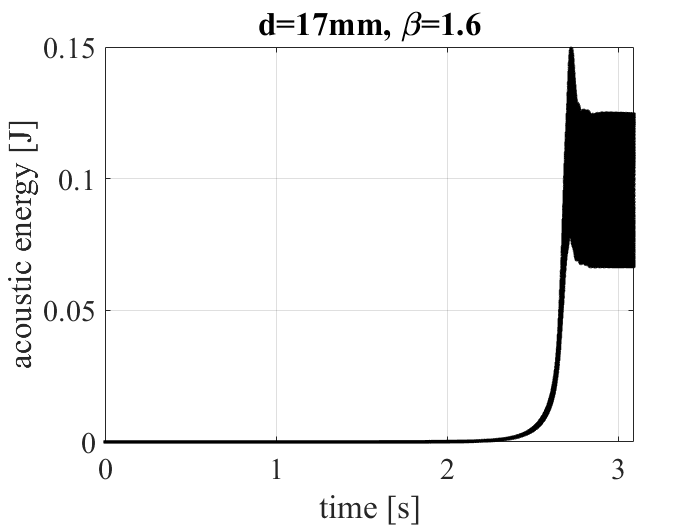 d=17mm, β=1.6
acoustic energy [J]
0.15
0.1
0.05
0
0 1 2 3
time [s]